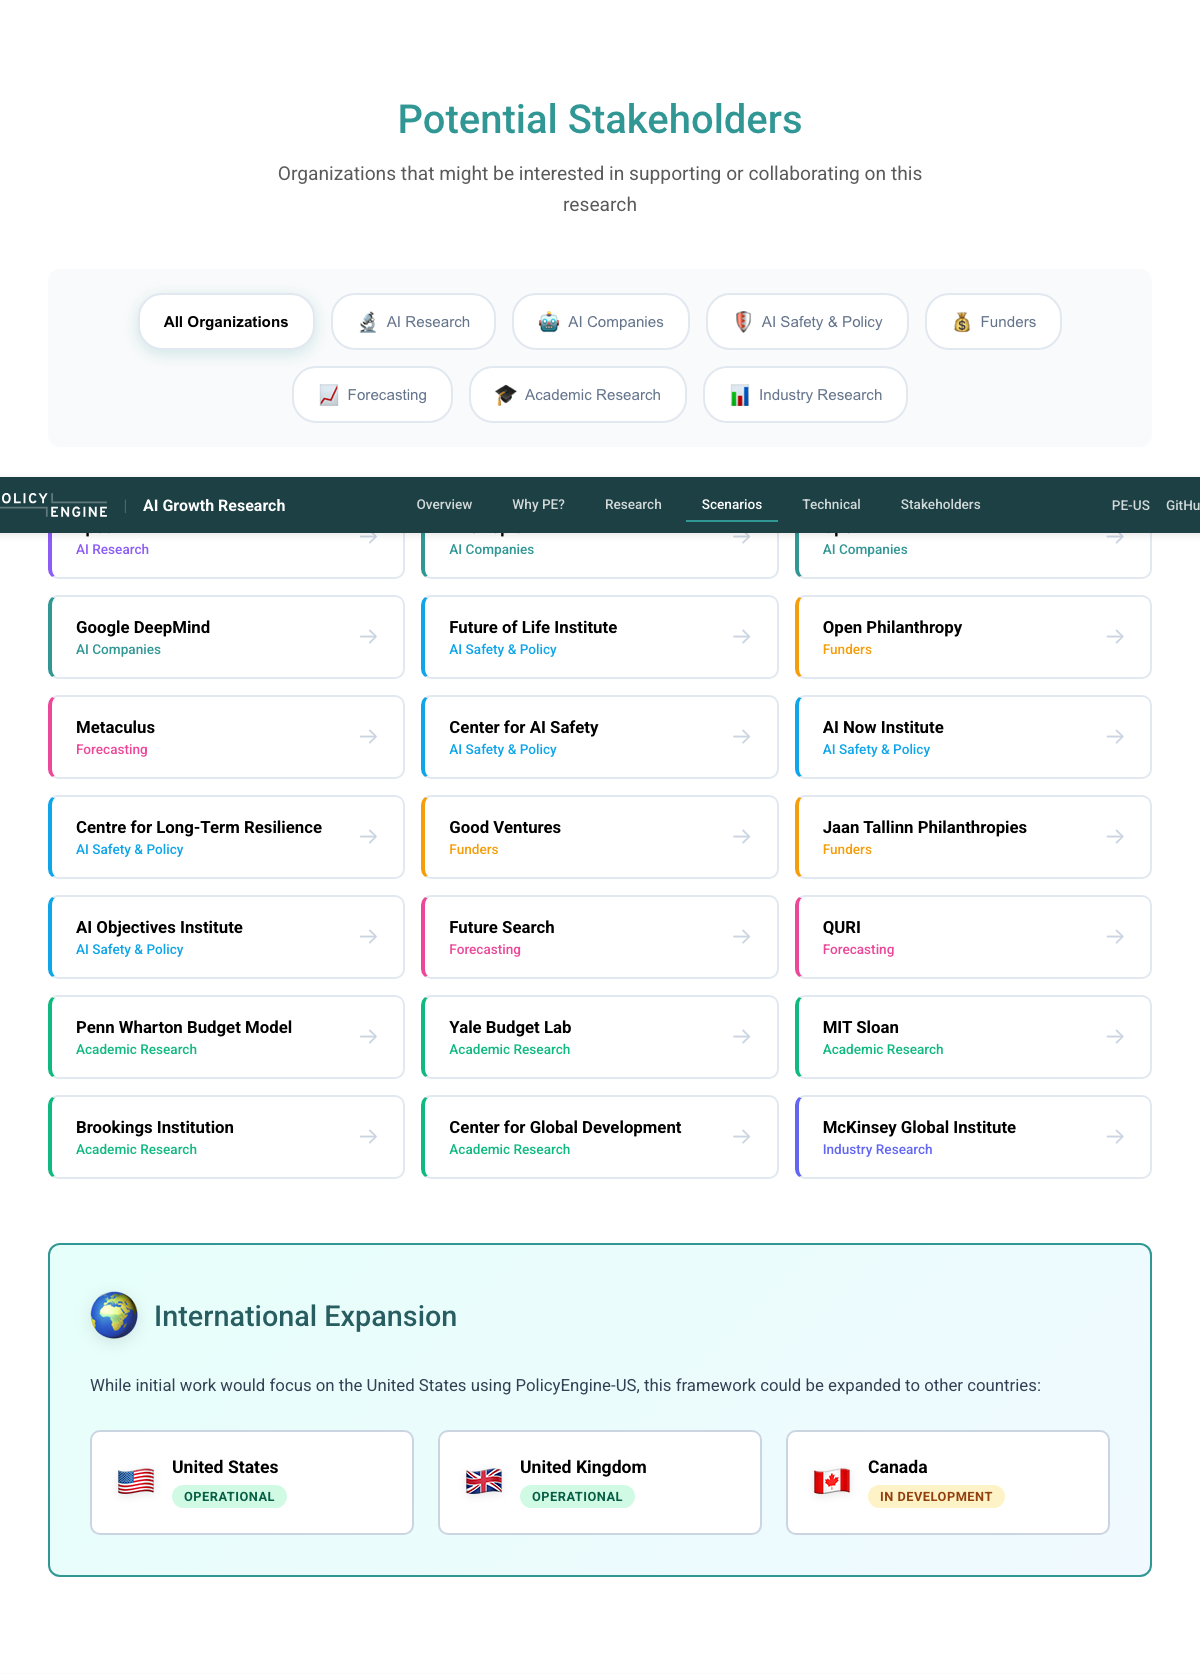 Potential Stakeholders
Organizations that might be interested in supporting or collaborating on this
research
All Organizations
AI Research
AI Companies
AI Safety & Policy
Funders
Forecasting
Academic Research
Industry Research
OLICY
ENGINE
AI Growth Research
Overview
Why PE?
Research
Scenarios
Technical
Stakeholders
PE-US
GitHu
AI Research
AI Companies
AI Companies
Google DeepMind
AI Companies
Future of Life Institute
AI Safety & Policy
Open Philanthropy
Funders
Metaculus
Forecasting
Center for AI Safety
AI Safety & Policy
AI Now Institute
AI Safety & Policy
Centre for Long-Term Resilience
AI Safety & Policy
Good Ventures
Funders
Jaan Tallinn Philanthropies
Funders
AI Objectives Institute
AI Safety & Policy
Future Search
Forecasting
QURI
Forecasting
Penn Wharton Budget Model
Academic Research
Yale Budget Lab
Academic Research
MIT Sloan
Academic Research
Brookings Institution
Academic Research
Center for Global Development
Academic Research
McKinsey Global Institute
Industry Research
International Expansion
While initial work would focus on the United States using PolicyEngine-US, this framework could be expanded to other countries:
United States
OPERATIONAL
United Kingdom
OPERATIONAL
Canada
IN DEVELOPMENT